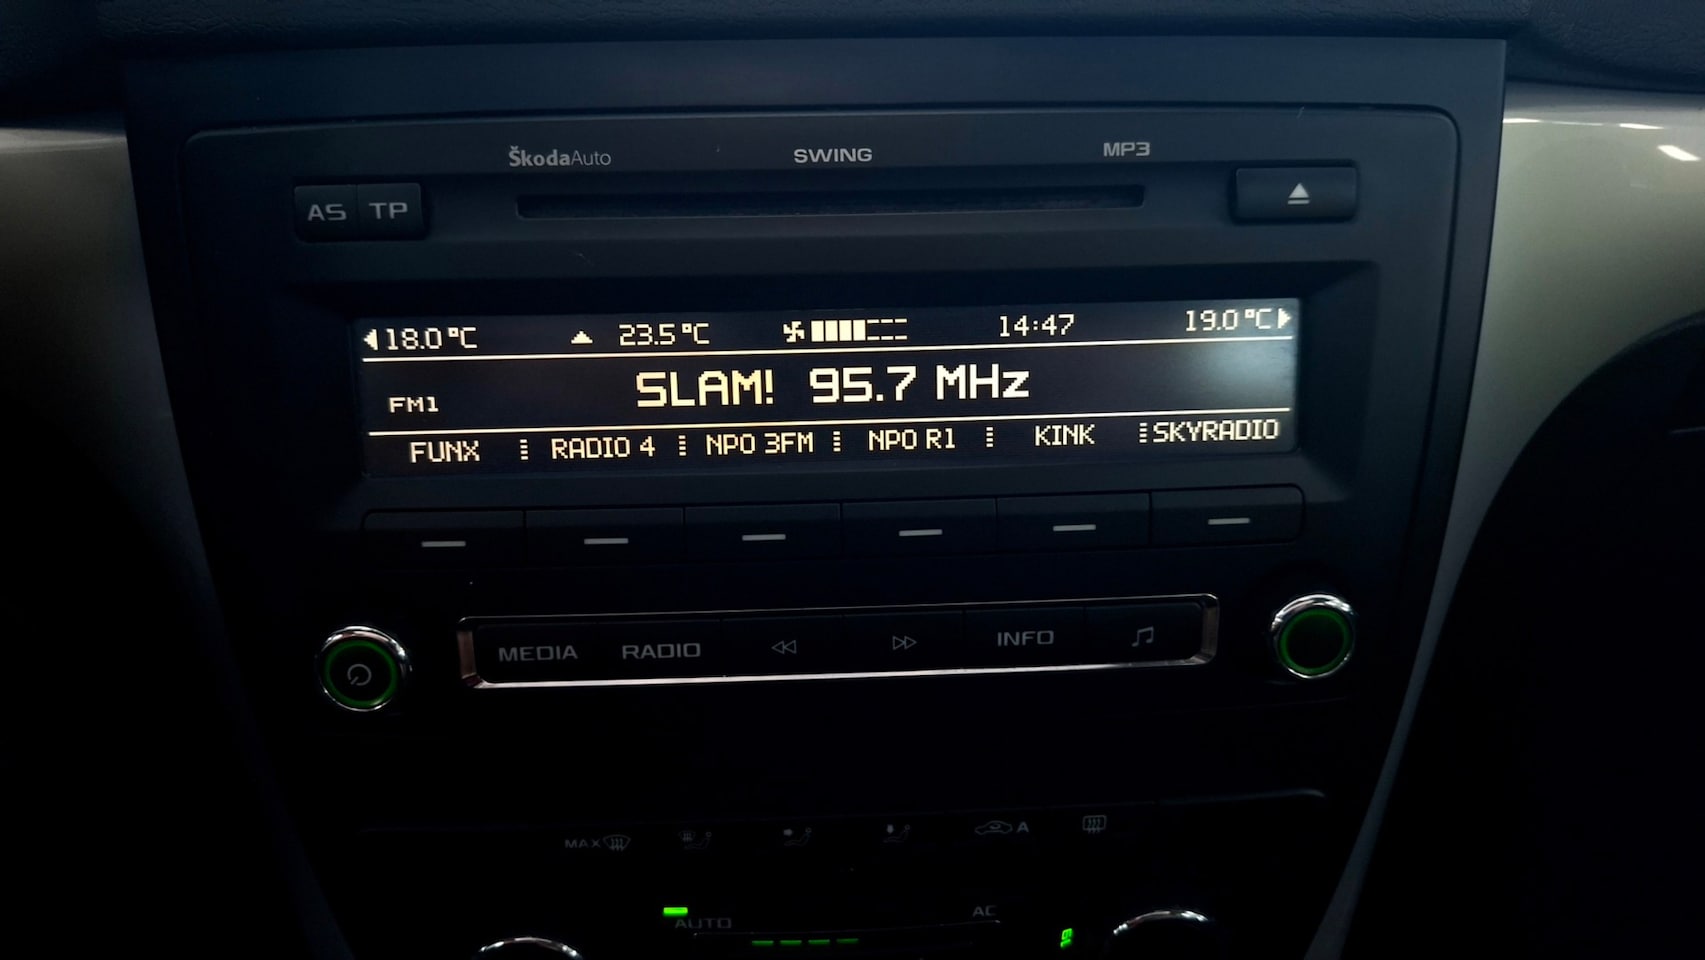 ŠkodaAuto SWING MP3
AS TP
18.0°C 23.5°C 14:47 19.0°C
FM1 SLAM! 95.7 MHz
FUNX RADIO 4 NPO 3FM NPO R1 KINK SKYRADIO
MEDIA RADIO INFO
MAX A
AUTO AC